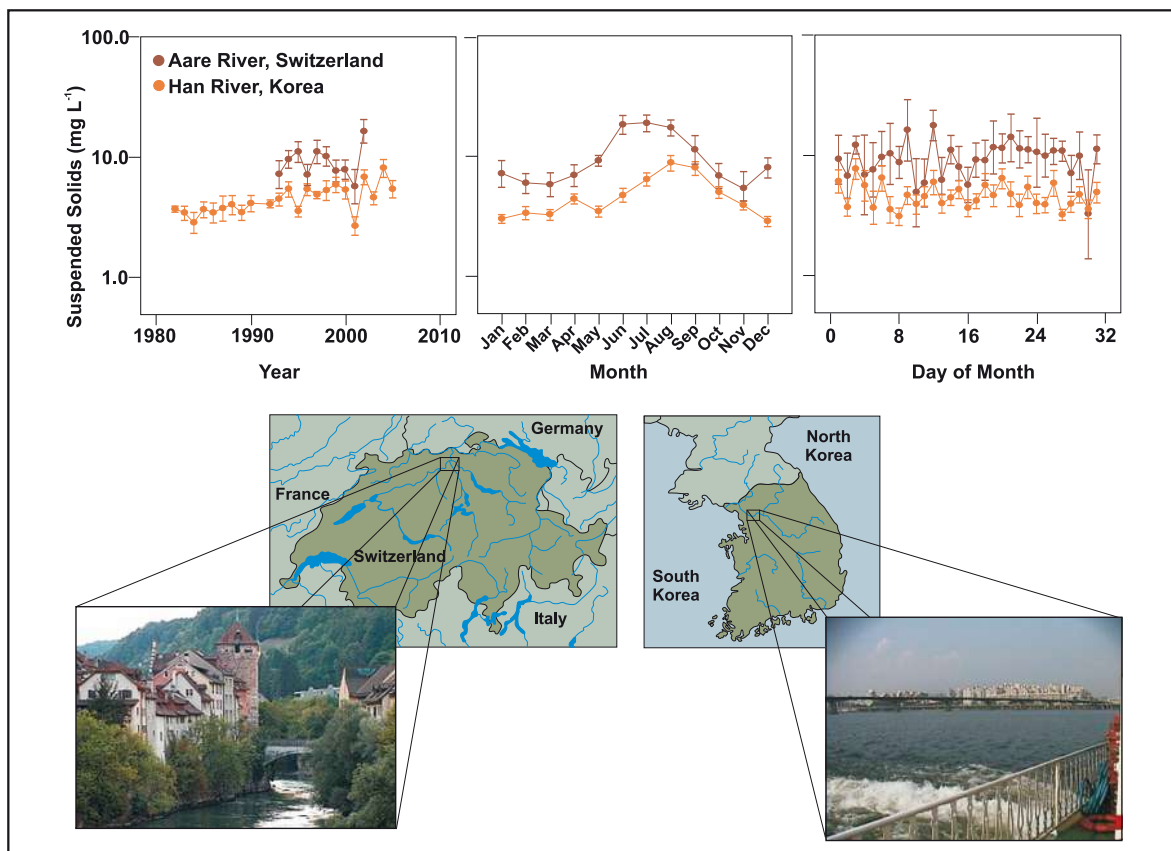 100.0
10.0
1.0
Suspended Solids (mg L-1)
Aare River, Switzerland
Han River, Korea
1980
1990
2000
2010
Year
Jan
Feb
Mar
Apr
May
Jun
Jul
Aug
Sep
Oct
Nov
Dec
Month
0
8
16
24
32
Day of Month
Germany
France
Switzerland
Italy
North
Korea
South
Korea